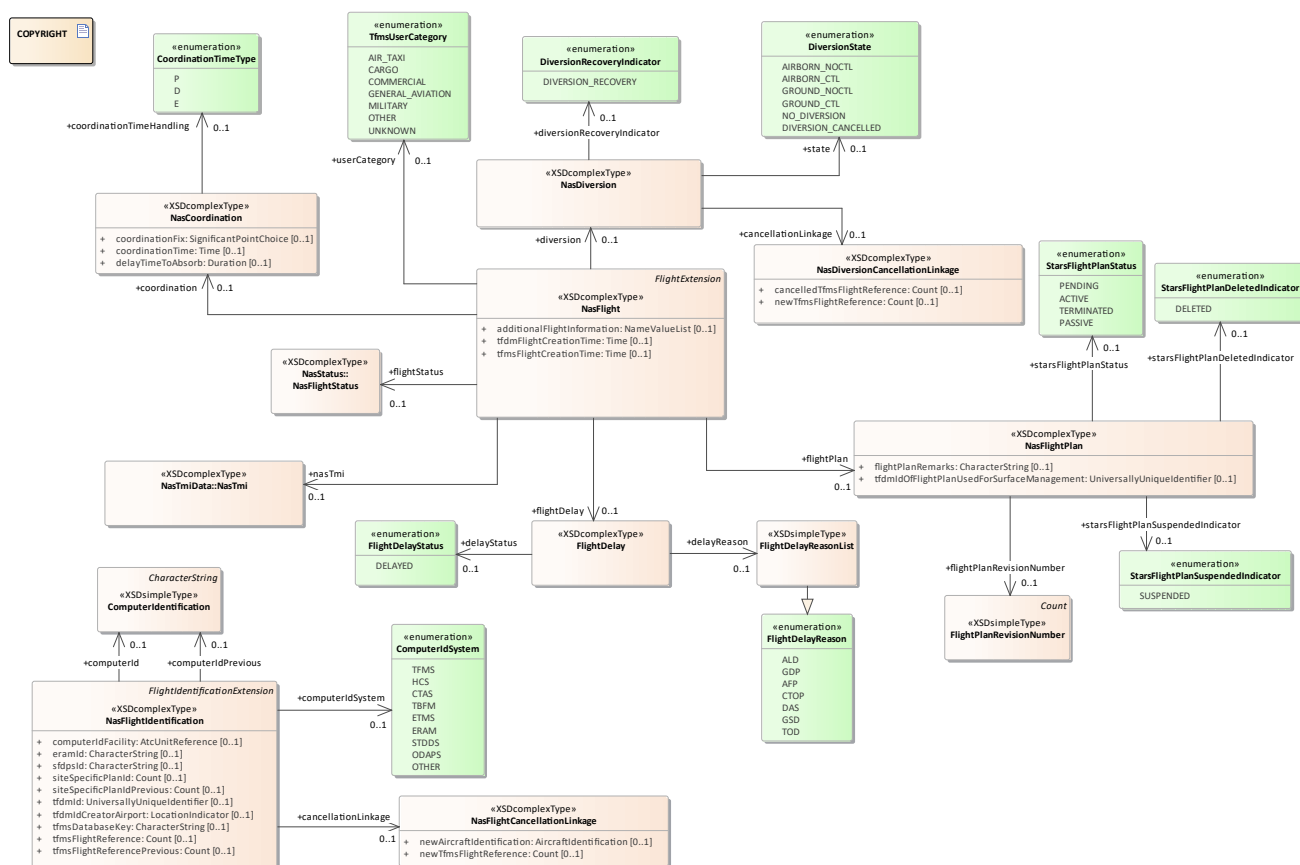 COPYRIGHT
«enumeration»
CoordinationTimeType
P
D
E
+coordinationTimeHandling
0..1
«enumeration»
TfmsUserCategory
AIR_TAXI
CARGO
COMMERCIAL
GENERAL_AVIATION
MILITARY
OTHER
UNKNOWN
+userCategory
0..1
«enumeration»
DiversionRecoveryIndicator
DIVERSION_RECOVERY
0..1
+diversionRecoveryIndicator
«enumeration»
DiversionState
AIRBORN_NOCTL
AIRBORN_CTL
GROUND_NOCTL
GROUND_CTL
NO_DIVERSION
DIVERSION_CANCELLED
+state
0..1
«XSDcomplexType»
NasDiversion
+diversion
0..1
+cancellationLinkage
0..1
«XSDcomplexType»
NasDiversionCancellationLinkage
+ cancelledTfmsFlightReference: Count [0..1]
+ newTfmsFlightReference: Count [0..1]
«XSDcomplexType»
NasCoordination
+ coordinationFix: SignificantPointChoice [0..1]
+ coordinationTime: Time [0..1]
+ delayTimeToAbsorb: Duration [0..1]
+coordination
0..1
FlightExtension
«XSDcomplexType»
NasFlight
+ additionalFlightInformation: NameValueList [0..1]
+ tfdmFlightCreationTime: Time [0..1]
+ tfmsFlightCreationTime: Time [0..1]
«enumeration»
StarsFlightPlanStatus
PENDING
ACTIVE
TERMINATED
PASSIVE
0..1
+starsFlightPlanStatus
«enumeration»
StarsFlightPlanDeletedIndicator
DELETED
0..1
+starsFlightPlanDeletedIndicator
«XSDcomplexType»
NasStatus::
NasFlightStatus
+flightStatus
0..1
«XSDcomplexType»
NasTmiData::NasTmi
+nasTmi
0..1
+flightPlan
0..1
«XSDcomplexType»
NasFlightPlan
+ flightPlanRemarks: CharacterString [0..1]
+ tfdmIdOfFlightPlanUsedForSurfaceManagement: UniversallyUniqueIdentifier [0..1]
+flightDelay
0..1
«enumeration»
FlightDelayStatus
DELAYED
+delayStatus
0..1
«XSDcomplexType»
FlightDelay
+delayReason
0..1
«XSDsimpleType»
FlightDelayReasonList
«enumeration»
FlightDelayReason
ALD
GDP
AFP
CTOP
DAS
GSD
TOD
+starsFlightPlanSuspendedIndicator
0..1
«enumeration»
StarsFlightPlanSuspendedIndicator
SUSPENDED
+flightPlanRevisionNumber
0..1
Count
«XSDsimpleType»
FlightPlanRevisionNumber
CharacterString
«XSDsimpleType»
ComputerIdentification
0..1
0..1
+computerId
+computerIdPrevious
FlightIdentificationExtension
«XSDcomplexType»
NasFlightIdentification
+ computerIdFacility: AtcUnitReference [0..1]
+ eramId: CharacterString [0..1]
+ sfdpsId: CharacterString [0..1]
+ siteSpecificPlanId: Count [0..1]
+ siteSpecificPlanIdPrevious: Count [0..1]
+ tfdmId: UniversallyUniqueIdentifier [0..1]
+ tfdmIdCreatorAirport: LocationIndicator [0..1]
+ tfmsDatabaseKey: CharacterString [0..1]
+ tfmsFlightReference: Count [0..1]
+ tfmsFlightReferencePrevious: Count [0..1]
+computerIdSystem
0..1
«enumeration»
ComputerIdSystem
TFMS
HCS
CTAS
TBFM
ETMS
ERAM
STDDS
ODAPS
OTHER
+cancellationLinkage
0..1
«XSDcomplexType»
NasFlightCancellationLinkage
+ newAircraftIdentification: AircraftIdentification [0..1]
+ newTfmsFlightReference: Count [0..1]